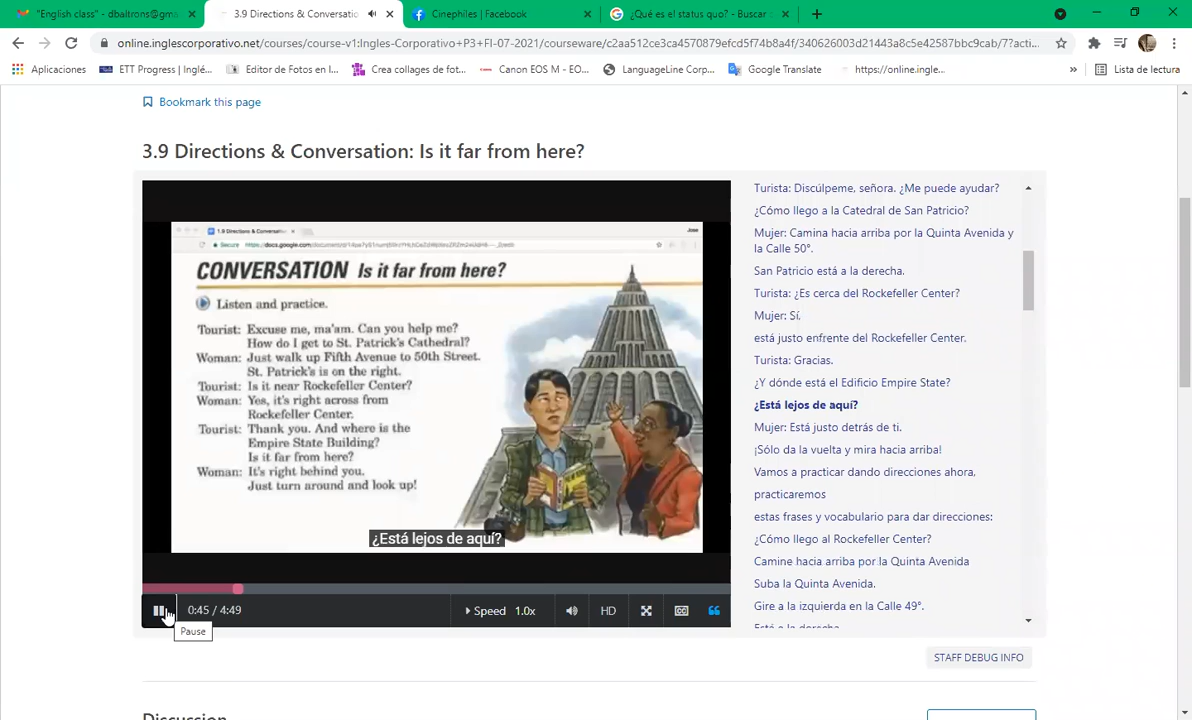 "English class" - dbaitrons@gma
3.9 Directions & Conversatio
Cinephiles | Facebook
¿Qué es el status quo? - Buscar
online.inglescorporativo.net/courses/course-v1:Ingles-Corporativo+P3+FI-07-2021/courseware/c2aa512ce3ca4570879efcd5f74b8a4f/340626003d21443a8c5e42587bbc9cab/7?acti...
Aplicaciones
ETT Progress | Inglé...
Editor de Fotos en l...
Crea collages de fot...
Canon EOS M - EO...
LanguageLine Corp...
Google Translate
https://online.ingle...
»
Lista de lectura
Bookmark this page
3.9 Directions & Conversation: Is it far from here?
Jose
Secure
CONVERSATION Is it far from here?
Listen and practice.
Tourist: Excuse me, ma'am. Can you help me?
How do I get to St. Patrick's Cathedral?
Woman: Just walk up Fifth Avenue to 50th Street.
St. Patrick's is on the right.
Tourist: Is it near Rockefeller Center?
Woman: Yes, it's right across from
Rockefeller Center.
Tourist: Thank you. And where is the
Empire State Building?
Is it far from here?
Woman: It's right behind you.
Just turn around and look up!
¿Está lejos de aquí?
0:45 / 4:49
Speed 1.0x
HD
Pause
Turista: Discúlpeme, señora. ¿Me puede ayudar?
¿Cómo llego a la Catedral de San Patricio?
Mujer: Camina hacia arriba por la Quinta Avenida y
la Calle 50°.
San Patricio está a la derecha.
Turista: ¿Es cerca del Rockefeller Center?
Mujer: Sí,
está justo enfrente del Rockefeller Center.
Turista: Gracias.
¿Y dónde está el Edificio Empire State?
¿Está lejos de aquí?
Mujer: Está justo detrás de ti.
¡Sólo da la vuelta y mira hacia arriba!
Vamos a practicar dando direcciones ahora,
practicaremos
estas frases y vocabulario para dar direcciones:
¿Cómo llego al Rockefeller Center?
Camine hacia arriba por la Quinta Avenida
Suba la Quinta Avenida.
Gire a la izquierda en la Calle 49°.
Está a la derecha
STAFF DEBUG INFO
Discussion